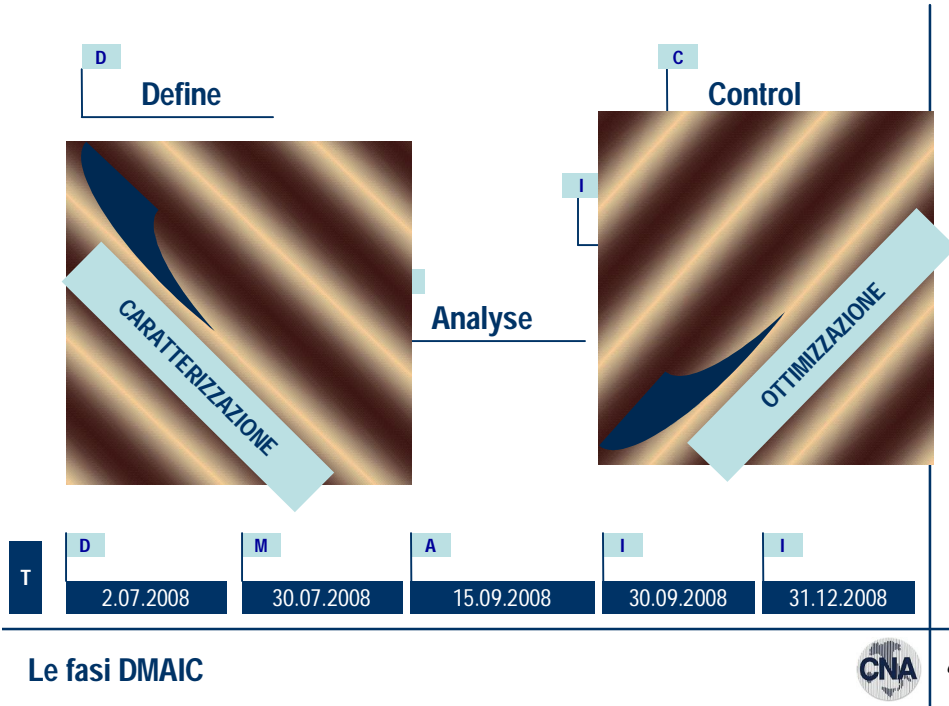 D
Define
C
Control
I
CARATTERIZZAZIONE
Analyse
OTTIMIZZAZIONE
T
D
M
A
I
I
2.07.2008
30.07.2008
15.09.2008
30.09.2008
31.12.2008
Le fasi DMAIC
CNA